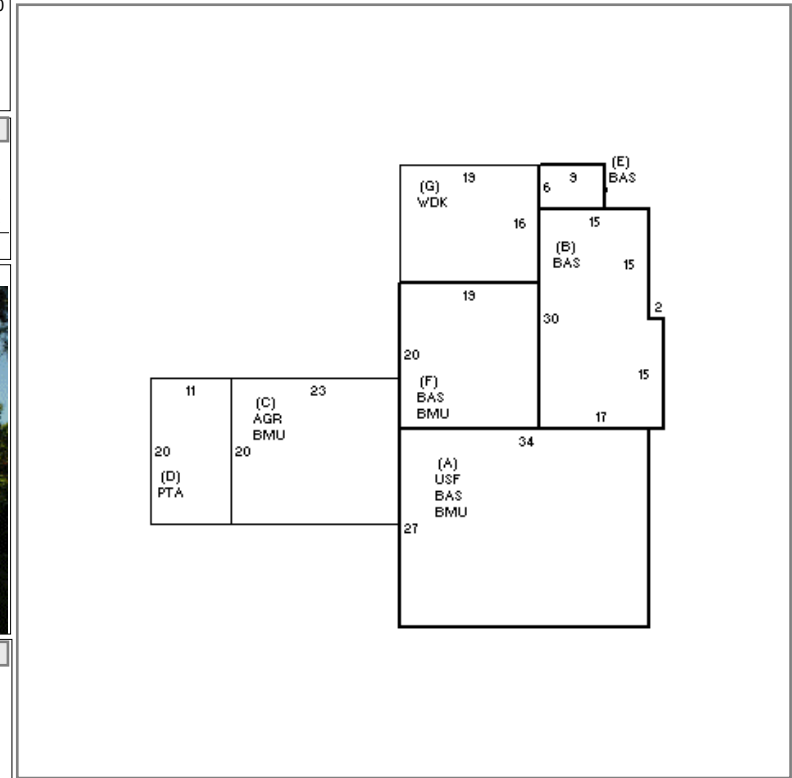 (E)
BAS
9
6
(G)
WDK
19
16
15
(B)
BAS
15
2
30
15
17
19
20
(F)
BAS
BMU
11
20
(D)
PTA
23
(C)
AGR
BMU
20
34
(A)
USF
BAS
BMU
27